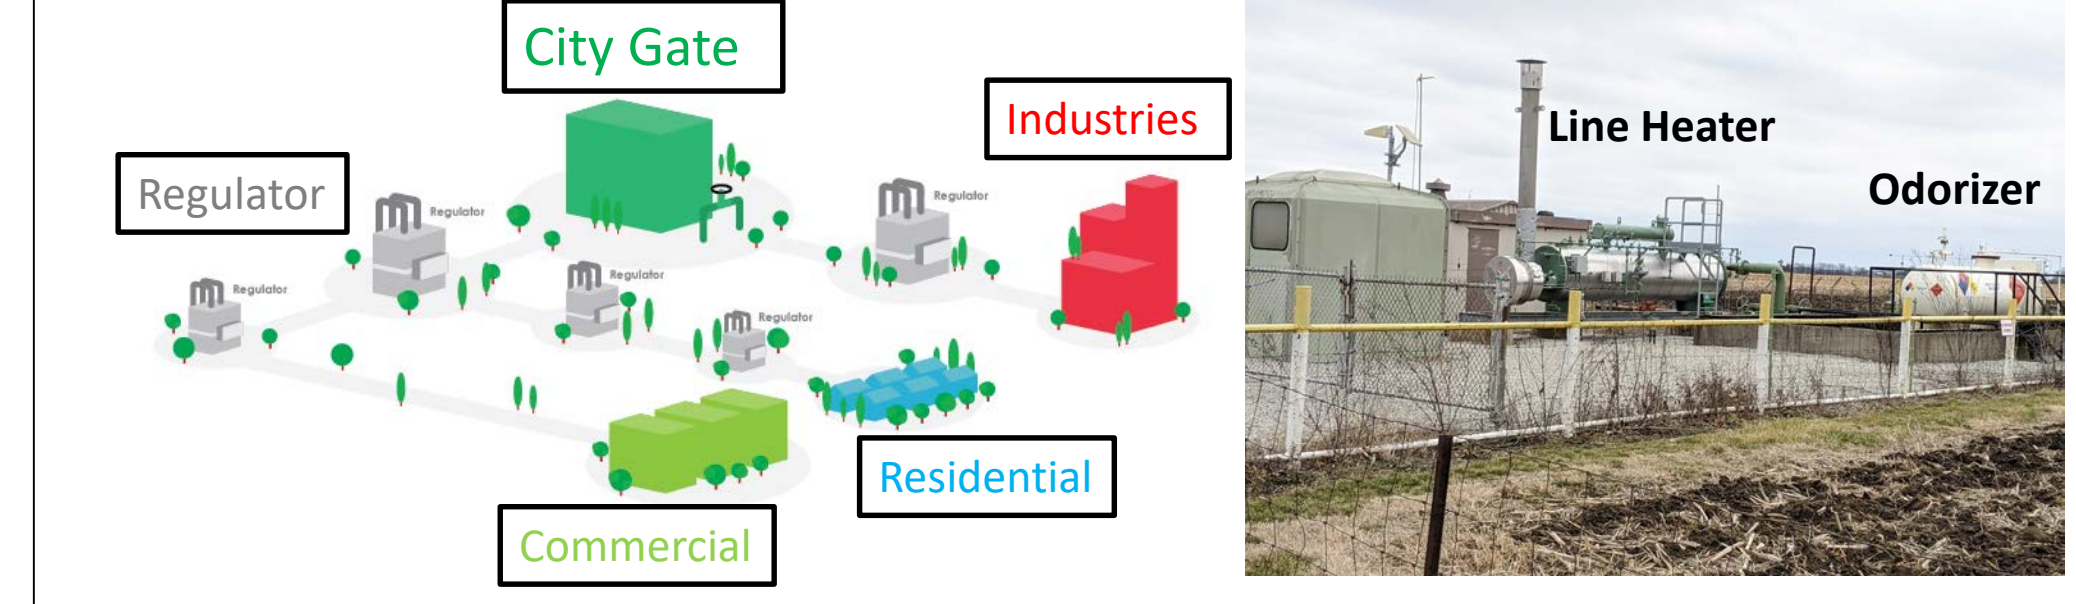 City Gate
Industries
Regulator
Regulator
Regulator
Regulator
Regulator
Regulator
Residential
Commercial
Line Heater
Odorizer